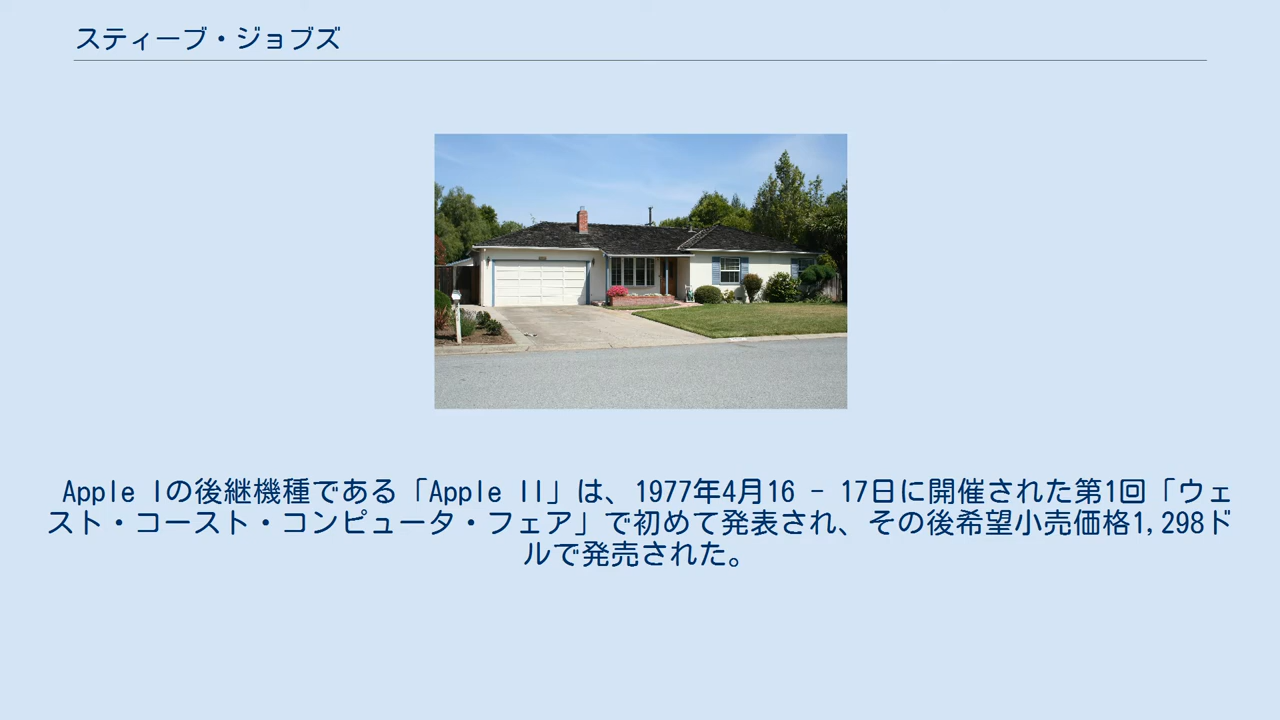 スティーブ・ジョブズ
Apple Iの後継機種である「Apple II」は、1977年4月16 - 17日に開催された第1回「ウェ
スト・コースト・コンピュータ・フェア」で初めて発表され、その後希望小売価格1,298ド
ルで発売された。